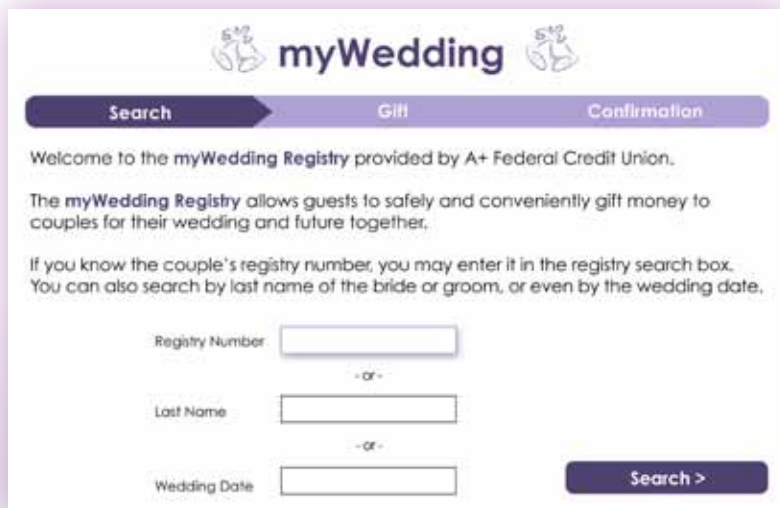 myWedding
Search Gift Confirmation
Welcome to the myWedding Registry provided by A+ Federal Credit Union.
The myWedding Registry allows guests to safely and conveniently gift money to
couples for their wedding and future together.
If you know the couple's registry number, you may enter it in the registry search box.
You can also search by last name of the bride or groom, or even by the wedding date.
Registry Number
- or -
Last Name
- or -
Wedding Date
Search >